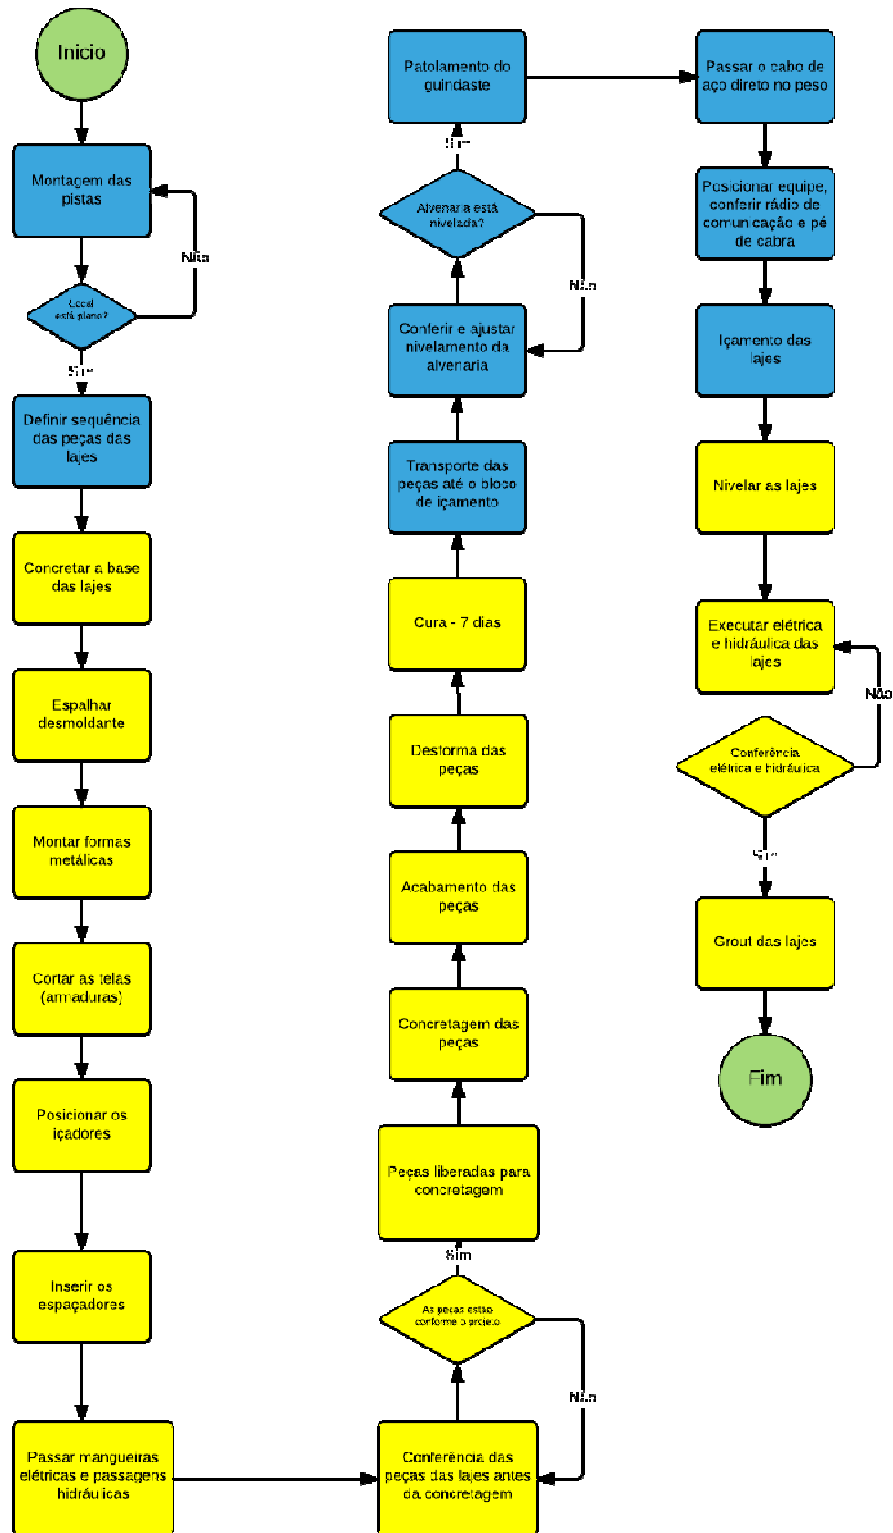 Inicio
Montagem das
pistas
Não
Local
está plano?
Sim
Definir sequência
das peças das
lajes
Concretar a base
das lajes
Espalhar
desmoldante
Montar formas
metálicas
Cortar as telas
(armaduras)
Posicionar os
içadores
Inserir os
espaçadores
Passar mangueiras
elétricas e passagens
hidráulicas
Conferência das
peças das lajes antes
da concretagem
Não
As peças estão
conforme o projeto
Sim
Peças liberadas para
concretagem
Concretagem das
peças
Acabamento das
peças
Desforma das
peças
Cura - 7 dias
Transporte das
peças até o bloco
de içamento
Conferir e ajustar
nivelamento da
alvenaria
Não
Alvenaria está
nivelada?
Sim
Patolamento do
guindaste
Passar o cabo de
aço direto no peso
Posicionar equipe,
conferir rádio de
comunicação e pé
de cabra
Içamento das
lajes
Nivelar as lajes
Executar elétrica
e hidráulica das
lajes
Não
Conferência
elétrica e hidráulica
Sim
Grout das lajes
Fim